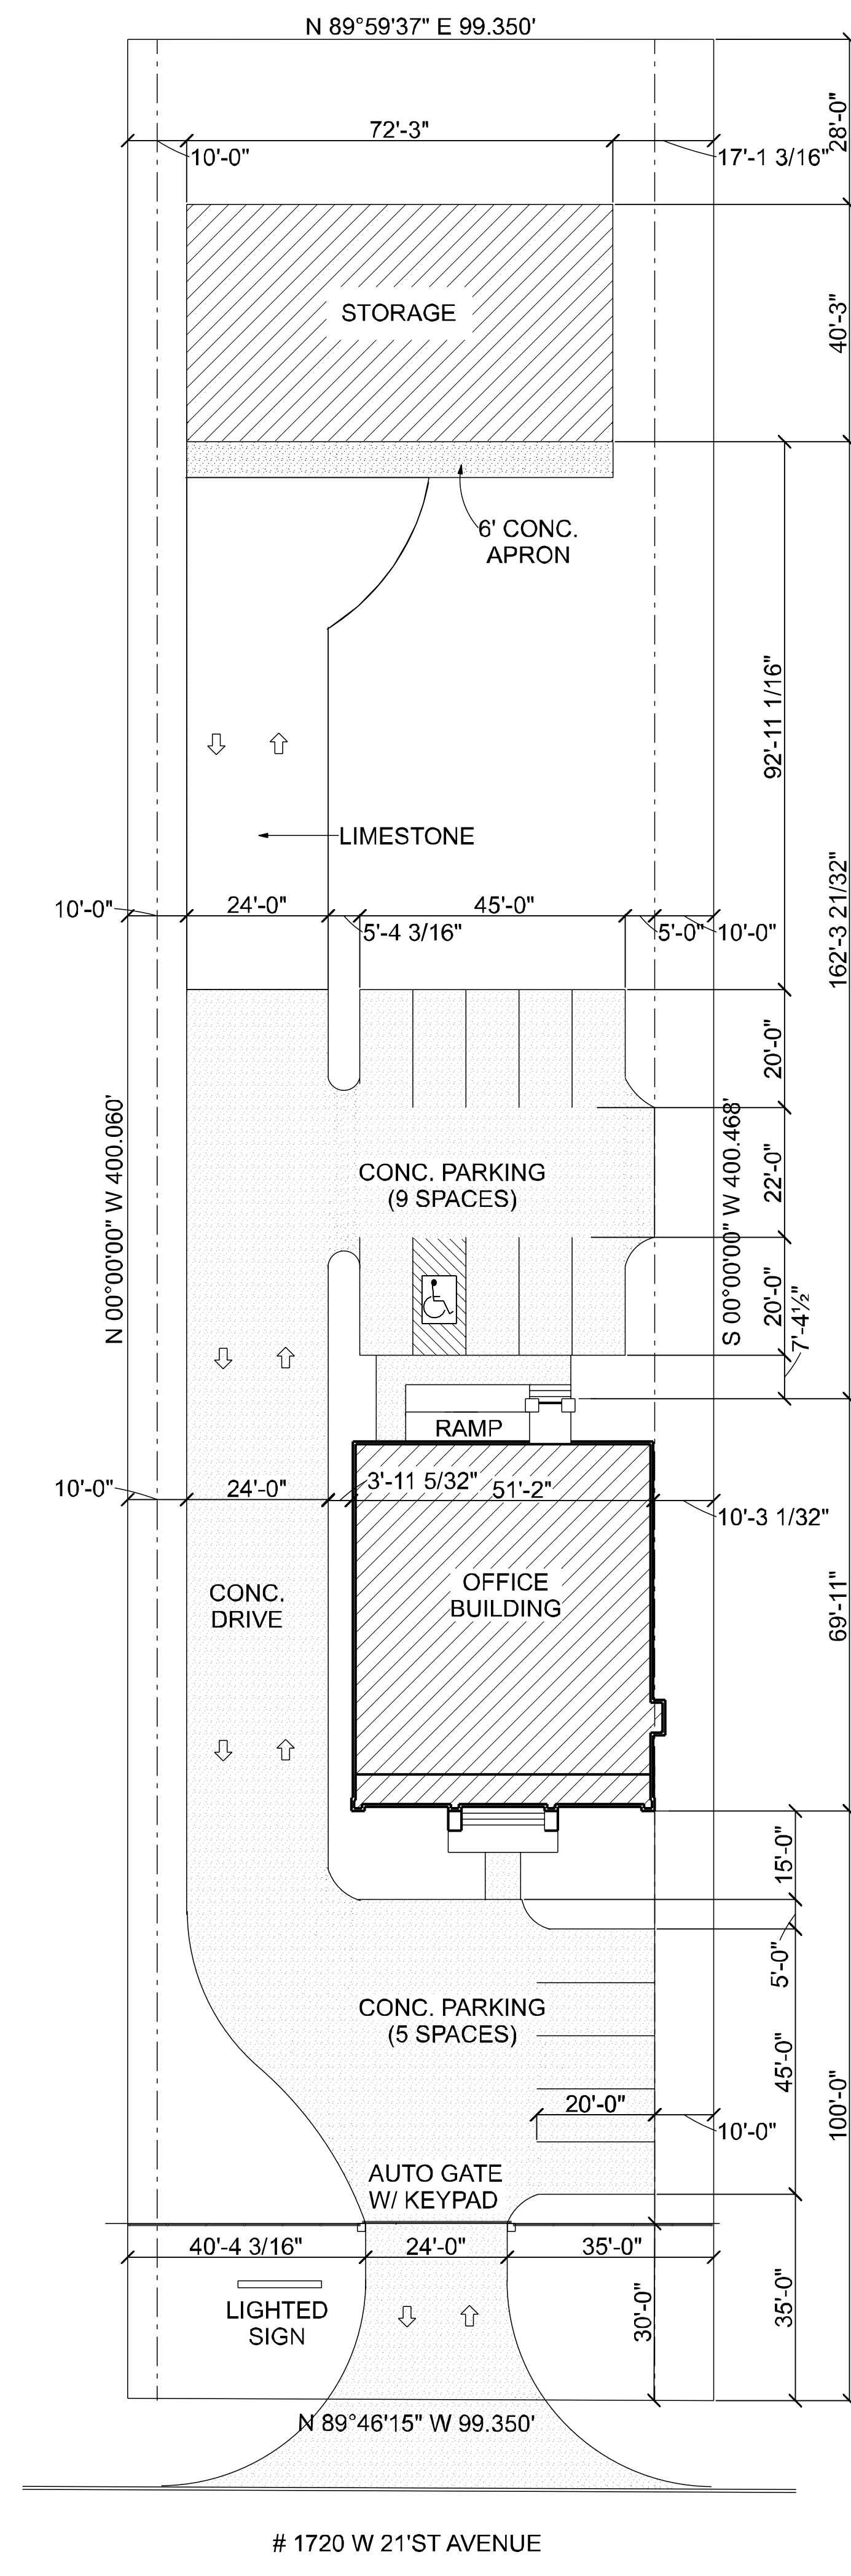 N 89°59'37" E 99.350'
28'-0"
72'-3"
10'-0"
17'-1 3/16"
STORAGE
40'-3"
6' CONC.
APRON
92'-11 1/16"
LIMESTONE
162'-3 21/32"
10'-0"
24'-0"
45'-0"
5'-4 3/16"
5'-0"
10'-0"
20'-0"
N 00°00'00" W 400.060'
S 00°00'00" W 400.468'
CONC. PARKING
(9 SPACES)
22'-0"
20'-0"
7'-4½"
RAMP
10'-0"
24'-0"
3'-11 5/32"
51'-2"
10'-3 1/32"
CONC.
DRIVE
OFFICE
BUILDING
69'-11"
15'-0"
5'-0"
CONC. PARKING
(5 SPACES)
45'-0"
20'-0"
10'-0"
100'-0"
AUTO GATE
W/ KEYPAD
40'-4 3/16"
24'-0"
35'-0"
LIGHTED
SIGN
30'-0"
35'-0"
N 89°46'15" W 99.350'
# 1720 W 21'ST AVENUE